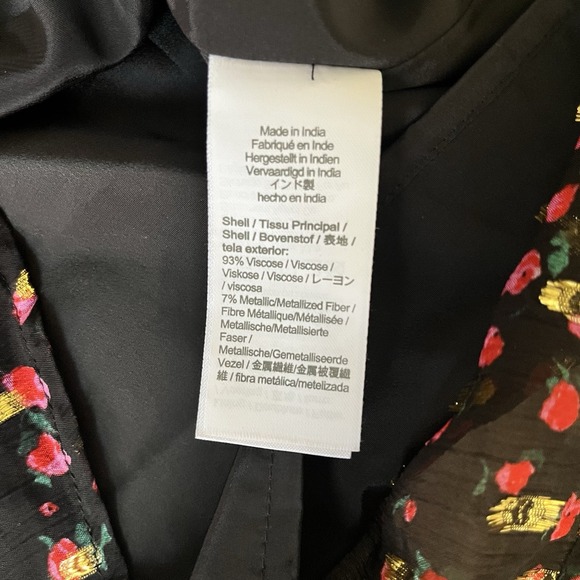 Made in India
Fabriqué en Inde
Hergestellt in Indien
Vervaardigd in India
インド製
hecho en india
Shell / Tissu Principal /
Shell / Bovenstof / 表地 /
tela exterior:
93% Viscose / Viscose /
Viskose / Viscose / レーヨン
/ viscosa
7% Metallic/Metallized Fiber /
Fibre Métallique/Métallisée /
Metallische/Metallisierte
Faser /
Metallische/Gemetalliseerde
Vezel / 金属繊維/金属被覆繊
維 / fibra metálica/metelizada